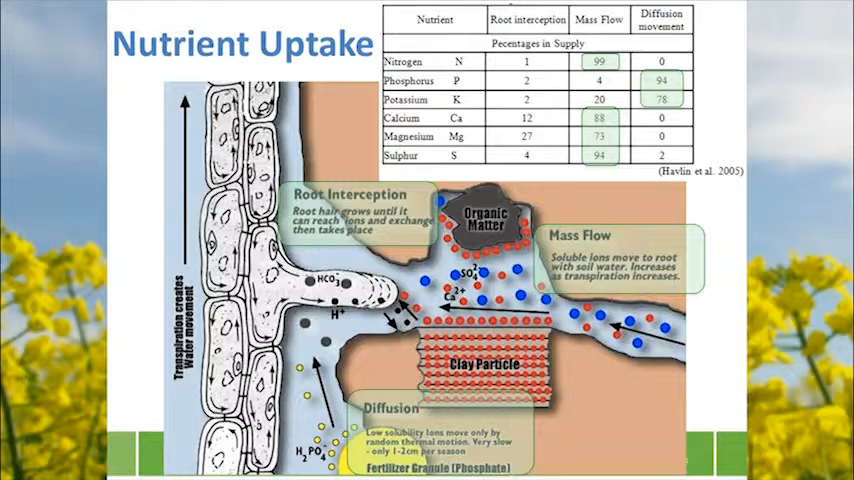 Nutrient Uptake
Nutrient Root interception Mass Flow Diffusion movement
Pecentages in Supply
Nitrogen N 1 99 0
Phosphorus P 2 4 94
Potassium K 2 20 78
Calcium Ca 12 88 0
Magnesium Mg 27 73 0
Sulphur S 4 94 2
(Havlin et al. 2005)
Root Interception
Root hair grows until it
can reach ions and exchange
then takes place
Organic
Matter
Mass Flow
Soluble ions move to root
with soil water. Increases
as transpiration increases.
Transpiration creates
Water movement
HCO3
H+
SO4 2-
Ca 2+
Clay Particle
Diffusion
Low solubility Ions move only by
random thermal motion. Very slow
- only 1-2cm per season
H2PO4-
Fertilizer Granule (Phosphate)